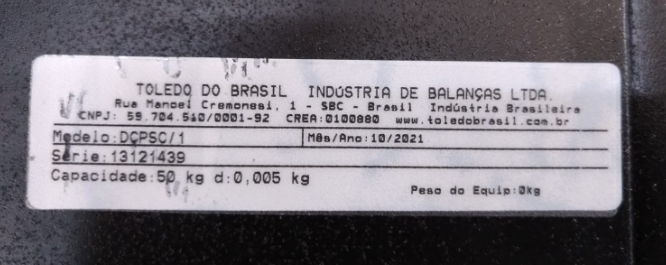 TOLEDO DO BRASIL INDÚSTRIA DE BALANÇAS LTDA.
Rua Manoel Cremonesi, 1 - SBC - Brasil Indústria Brasileira
CNPJ: 59.704.510/0001-92 CREA:0100880 www.toledobrasil.com.br
Modelo:DCPSC/1 Mês/Ano:10/2021
Série:13121439
Capacidade:50 kg d:0,005 kg
Peso do Equip:0kg